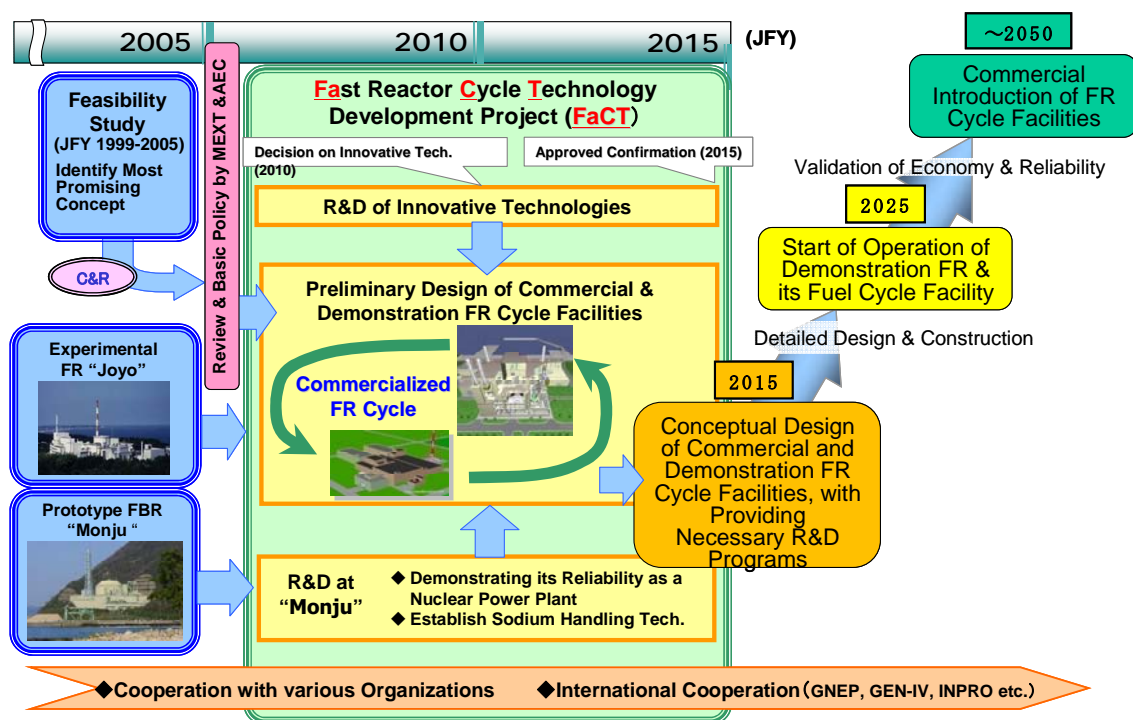 2005
2010
2015
(JFY)
Feasibility
Study
(JFY 1999-2005)
Identify Most
Promising
Concept
C&R
Review & Basic Policy by MEXT &AEC
Experimental
FR “Joyo”
Prototype FBR
“Monju “
Fast Reactor Cycle Technology
Development Project (FaCT)
Decision on Innovative Tech.
(2010)
Approved Confirmation (2015)
R&D of Innovative Technologies
Preliminary Design of Commercial &
Demonstration FR Cycle Facilities
Commercialized
FR Cycle
R&D at
“Monju”
◆ Demonstrating its Reliability as a
Nuclear Power Plant
◆ Establish Sodium Handling Tech.
～2050
Commercial
Introduction of FR
Cycle Facilities
Validation of Economy & Reliability
2025
Start of Operation of
Demonstration FR &
its Fuel Cycle Facility
Detailed Design & Construction
2015
Conceptual Design
of Commercial and
Demonstration FR
Cycle Facilities, with
Providing
Necessary R&D
Programs
◆Cooperation with various Organizations
◆International Cooperation（GNEP, GEN-IV, INPRO etc.）